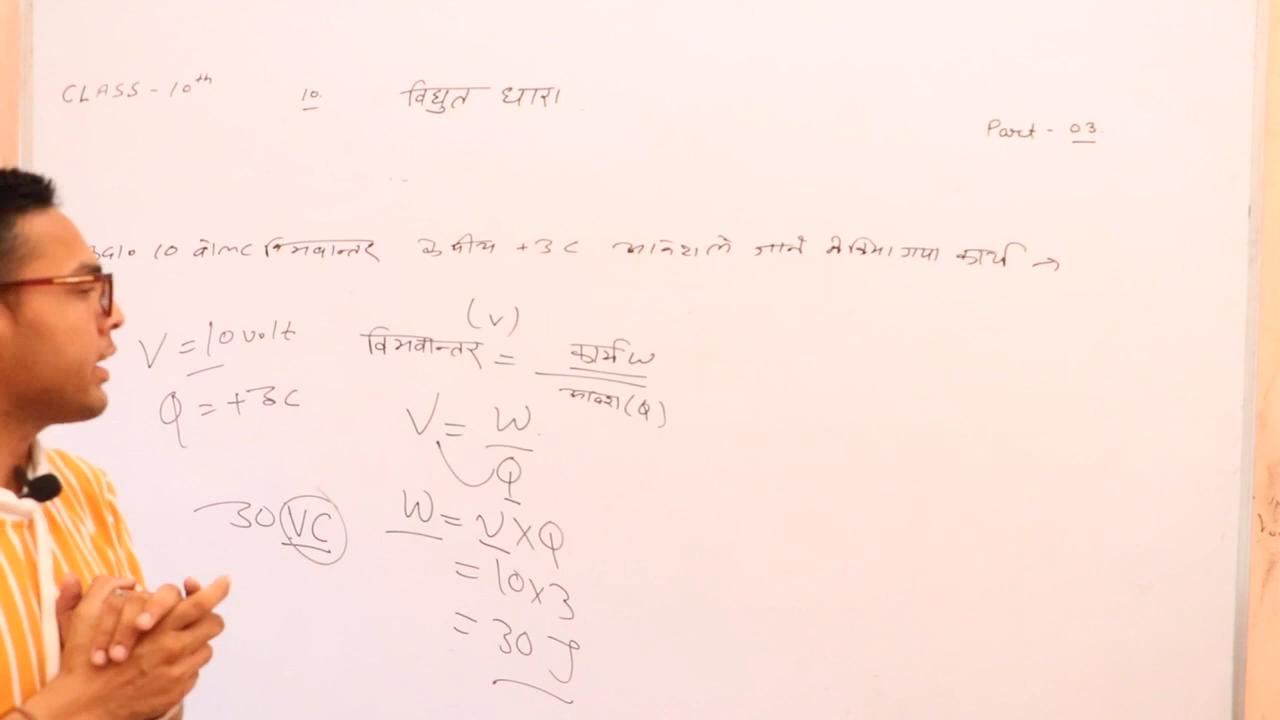 CLASS - 10th 10. विद्युत धारा
Part - 03.
10 वोल्ट विभवान्तर के बीच +3C आवेश ले जाने में किया गया कार्य →
V = 10 volt
Q = +3C
(V)
विभवान्तर = कार्य W
आवेश (Q)
V = W
Q
30 VC
W = V×Q
= 10×3
= 30 J